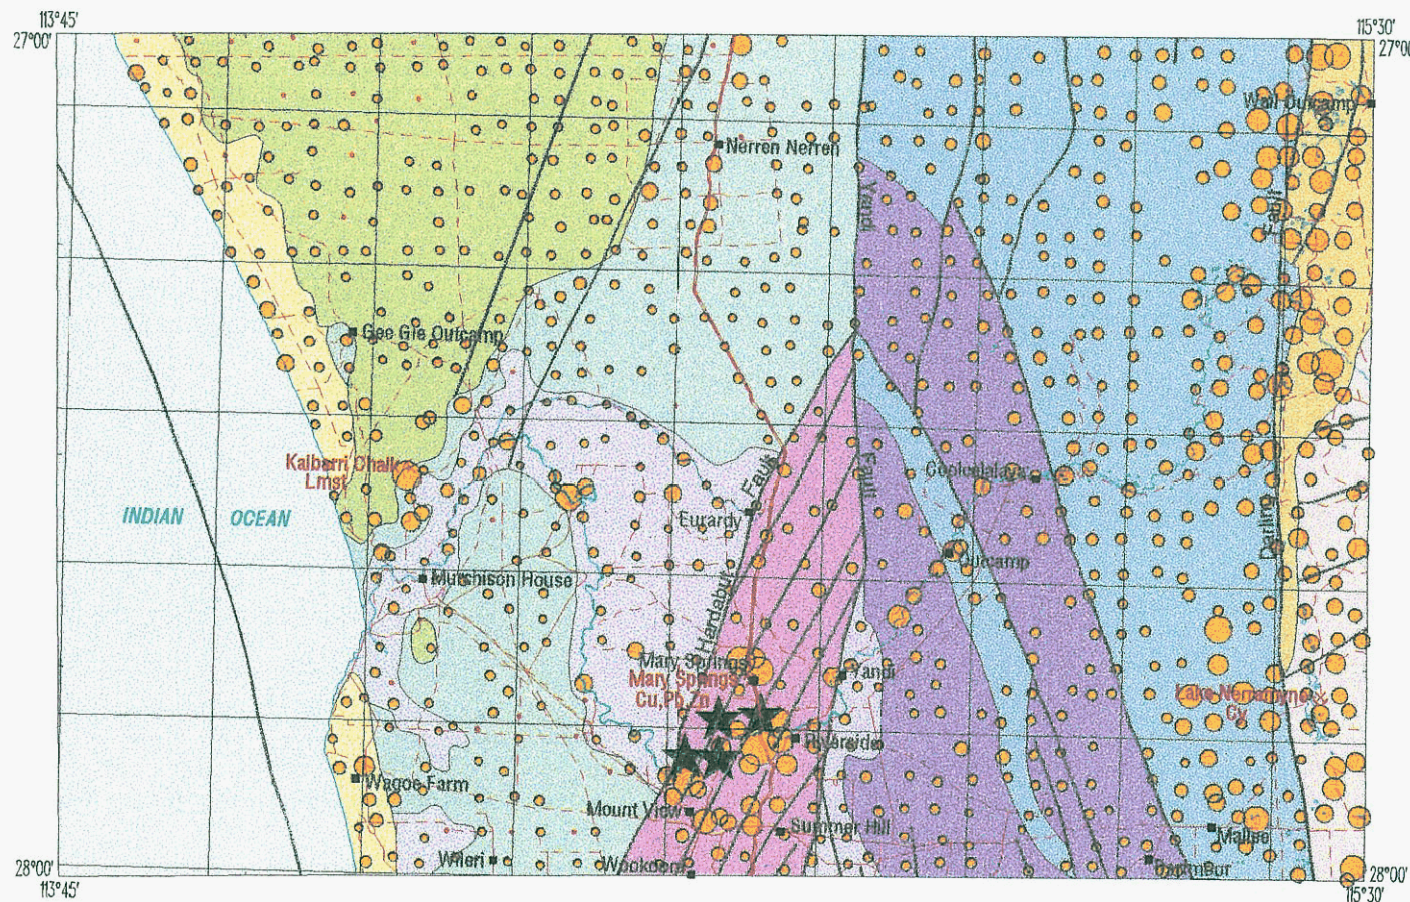 113°45'
115°30'
27°00'
27°00'
Wall Outcamp
Nerren Nerren
Yandi
Fault
Gee Gie Outcamp
Kalbarri Chalk
Lmst
Cooloolalaya
Fault
Fault
INDIAN OCEAN
Eurardy
Darling
Outcamp
Murchison House
Hardabut
Mary Springs
Mary Springs
Cu,Pb,Zn
Yandi
Lake Nerramyne
Cy
Riverside
Wagoe Farm
Mount View
Summer Hill
Mallee
Wileri
28°00'
28°00'
113°45'
115°30'